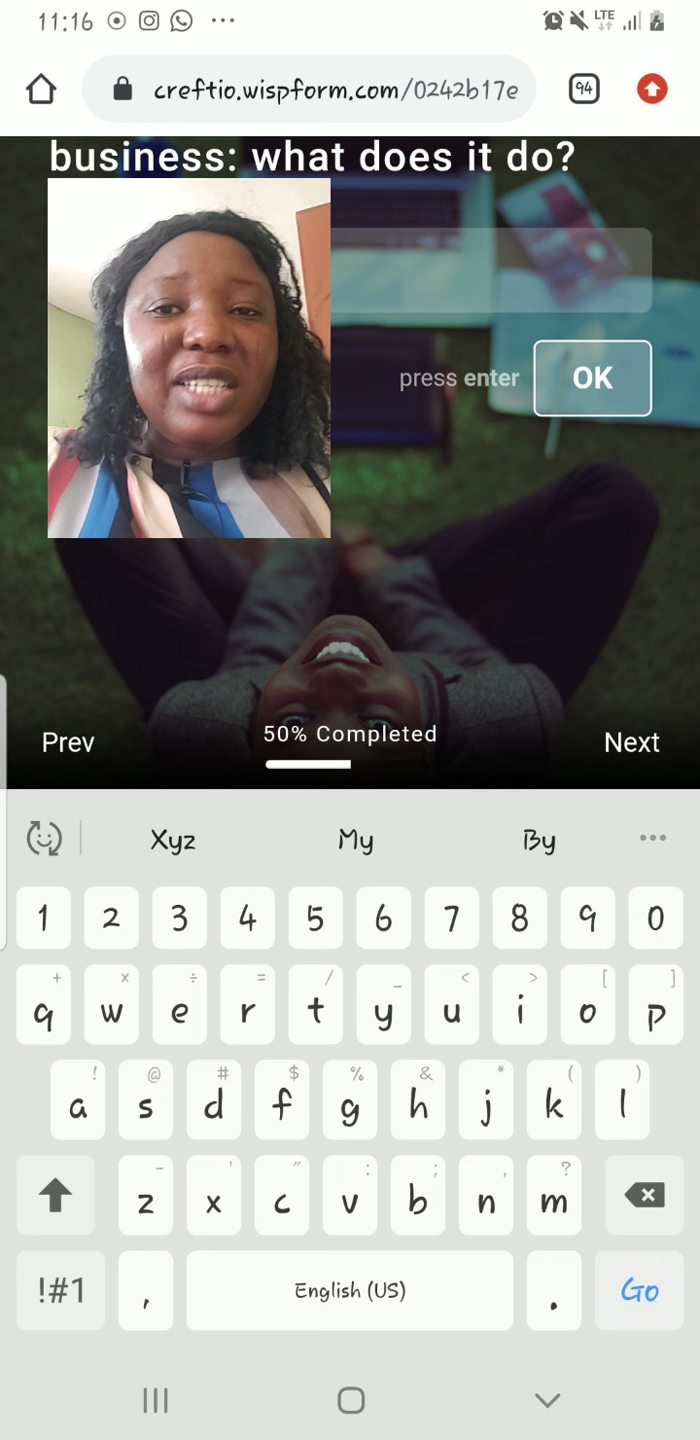 11:16
LTE
creftio.wispform.com/0242b17e
94
business: what does it do?
press enter
OK
Prev
50% Completed
Next
Xyz
My
By
1 2 3 4 5 6 7 8 9 0
+ × ÷ = / _ < > [ ]
q w e r t y u i o p
! @ # $ % & * ( )
a s d f g h j k l
- ' " : ; , ?
z x c v b n m
!#1 , English (US) . Go